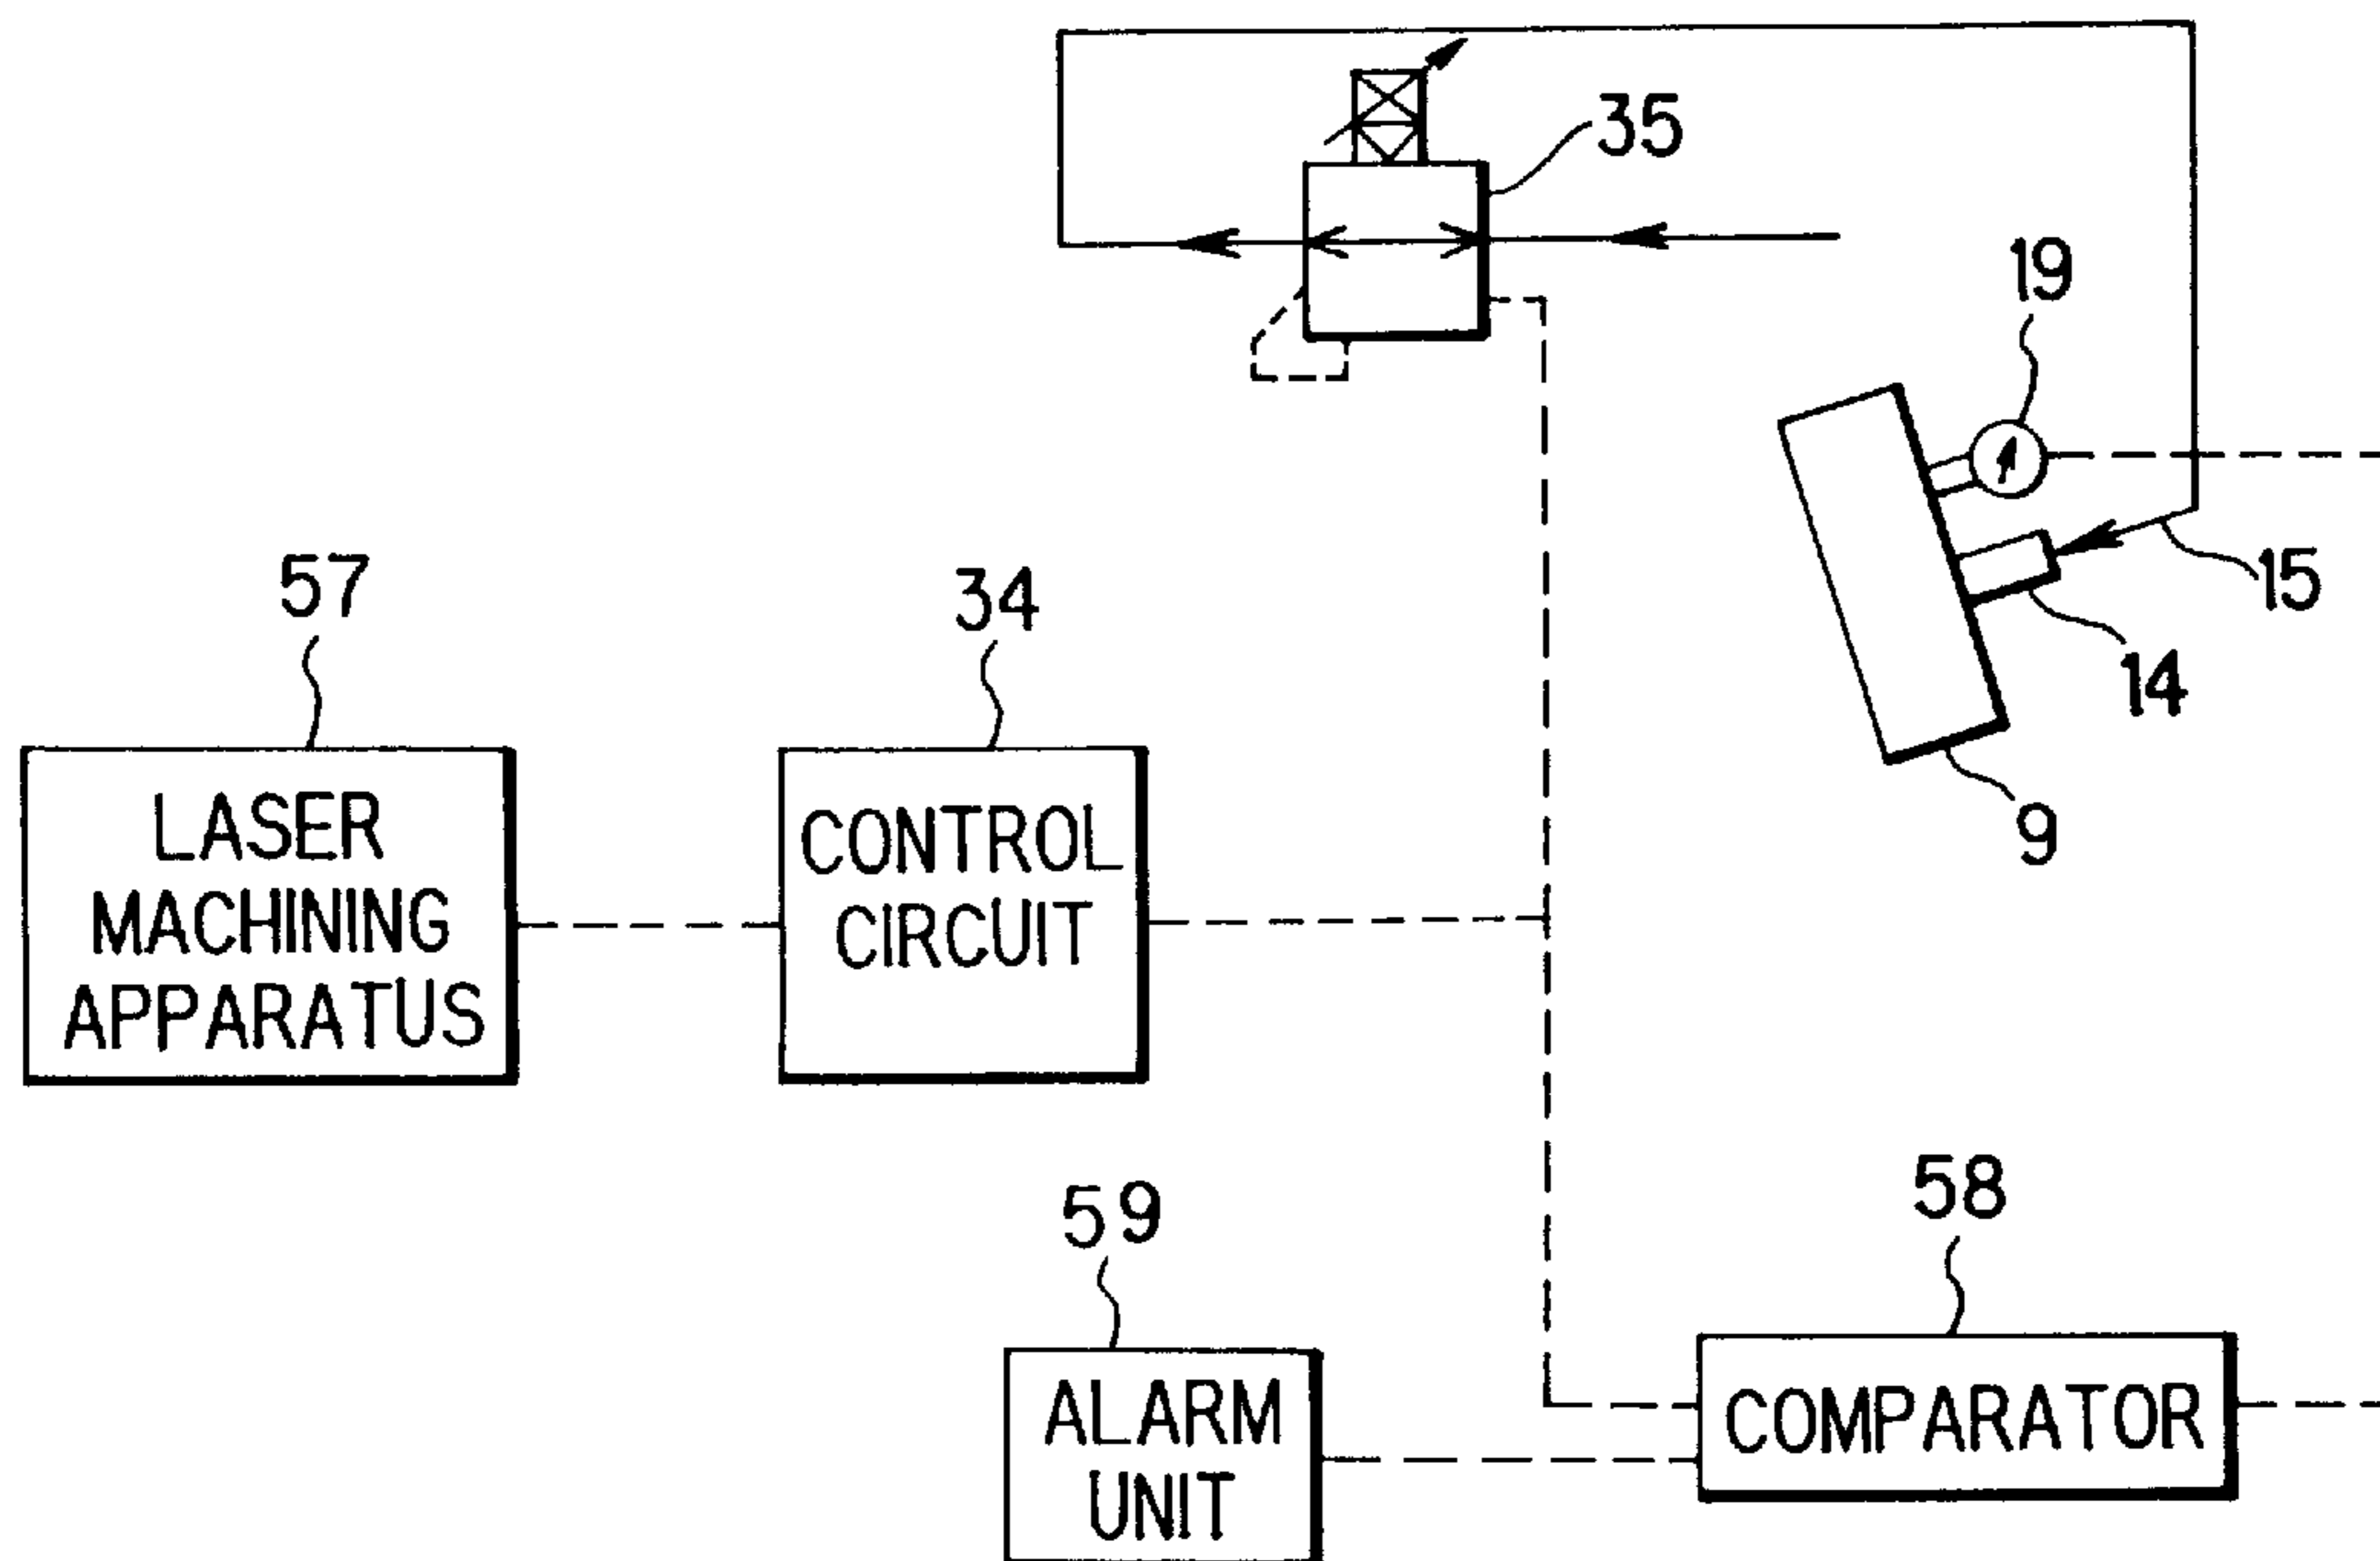 35
19
15
14
9
57
34
LASER
MACHINING
APPARATUS
CONTROL
CIRCUIT
59
58
ALARM
UNIT
COMPARATOR